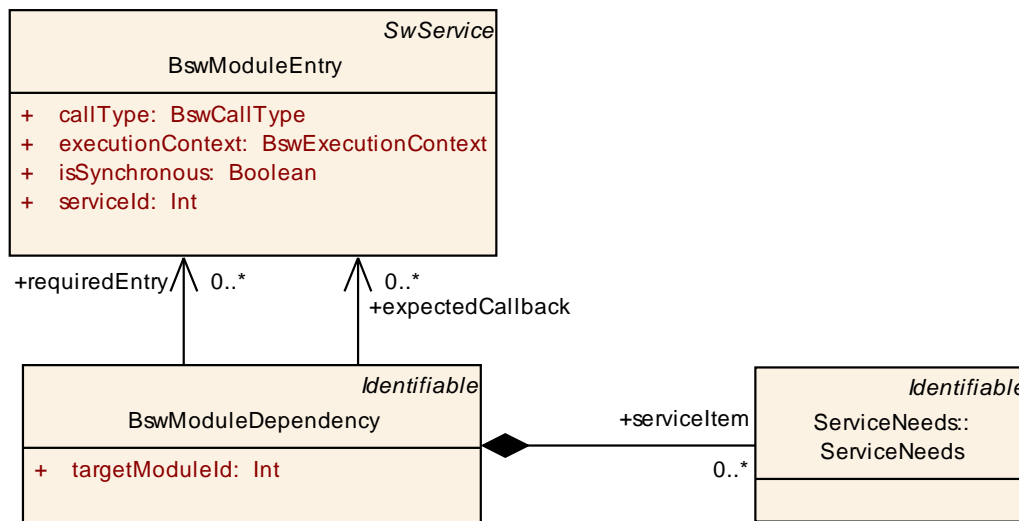 SwService
BswModuleEntry
+ callType: BswCallType
+ executionContext: BswExecutionContext
+ isSynchronous: Boolean
+ serviceId: Int
+requiredEntry
0..*
0..*
+expectedCallback
Identifiable
BswModuleDependency
+ targetModuleId: Int
+serviceItem
0..*
Identifiable
ServiceNeeds::
ServiceNeeds